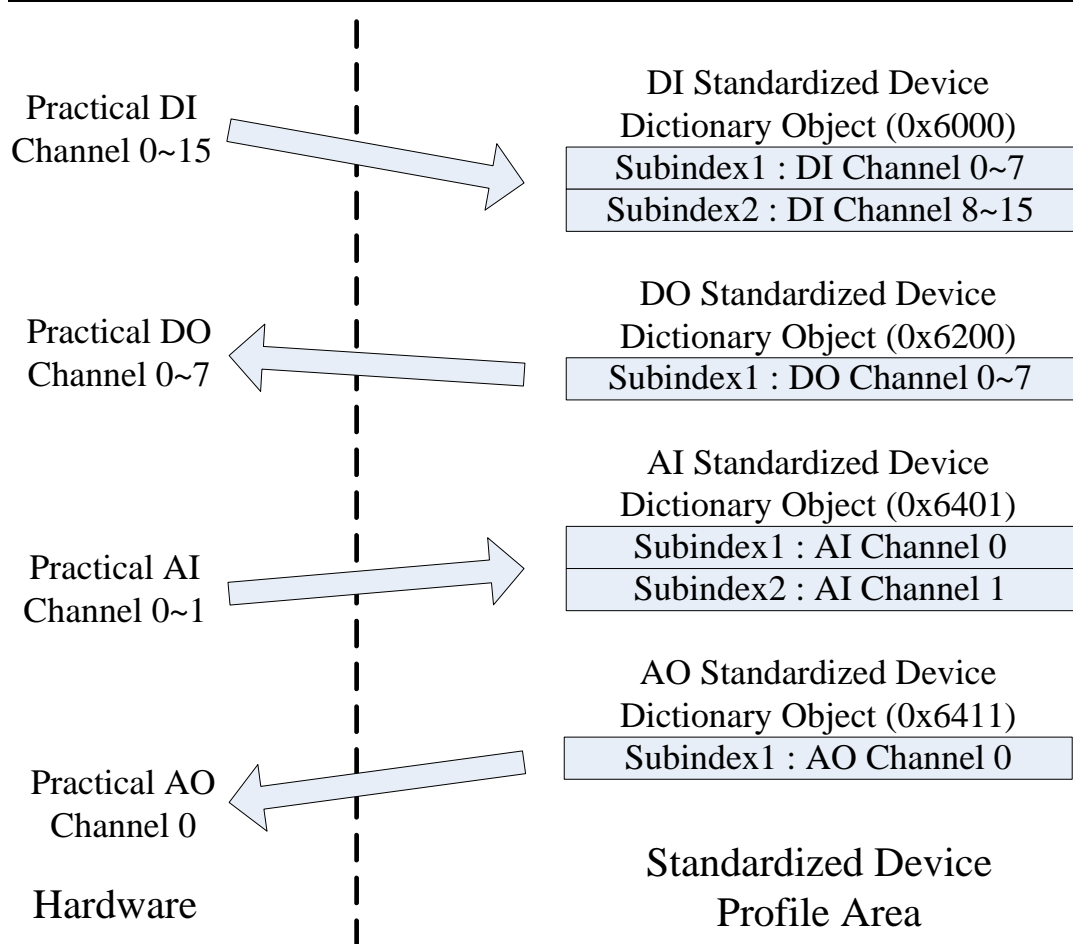 Practical DI
Channel 0~15
DI Standardized Device
Dictionary Object (0x6000)
Subindex1 : DI Channel 0~7
Subindex2 : DI Channel 8~15
Practical DO
Channel 0~7
DO Standardized Device
Dictionary Object (0x6200)
Subindex1 : DO Channel 0~7
Practical AI
Channel 0~1
AI Standardized Device
Dictionary Object (0x6401)
Subindex1 : AI Channel 0
Subindex2 : AI Channel 1
Practical AO
Channel 0
AO Standardized Device
Dictionary Object (0x6411)
Subindex1 : AO Channel 0
Hardware
Standardized Device
Profile Area